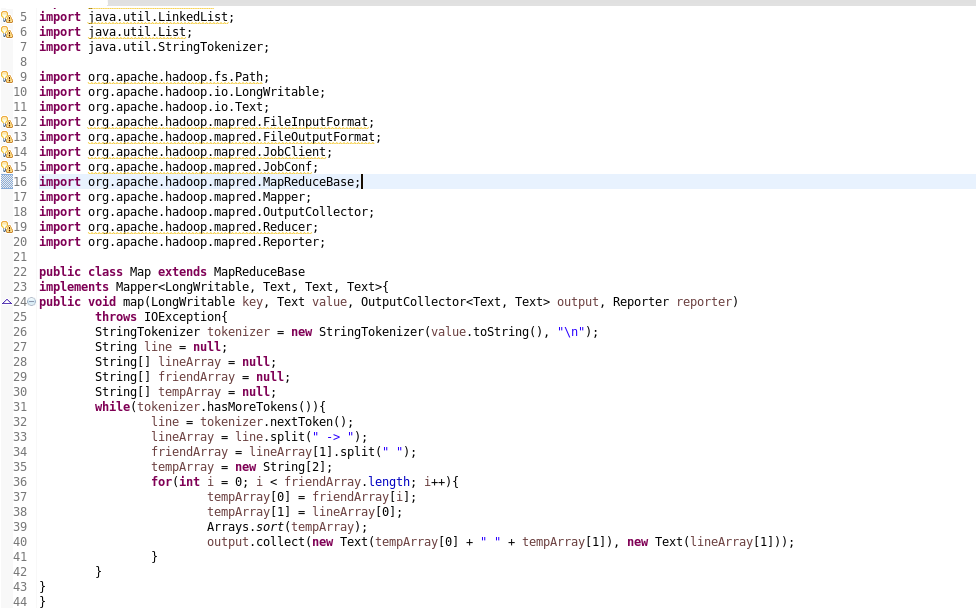 5 import java.util.LinkedList;
6 import java.util.List;
7 import java.util.StringTokenizer;
8
9 import org.apache.hadoop.fs.Path;
10 import org.apache.hadoop.io.LongWritable;
11 import org.apache.hadoop.io.Text;
12 import org.apache.hadoop.mapred.FileInputFormat;
13 import org.apache.hadoop.mapred.FileOutputFormat;
14 import org.apache.hadoop.mapred.JobClient;
15 import org.apache.hadoop.mapred.JobConf;
16 import org.apache.hadoop.mapred.MapReduceBase;
17 import org.apache.hadoop.mapred.Mapper;
18 import org.apache.hadoop.mapred.OutputCollector;
19 import org.apache.hadoop.mapred.Reducer;
20 import org.apache.hadoop.mapred.Reporter;
21
22 public class Map extends MapReduceBase
23 implements Mapper<LongWritable, Text, Text, Text>{
24 public void map(LongWritable key, Text value, OutputCollector<Text, Text> output, Reporter reporter)
25         throws IOException{
26         StringTokenizer tokenizer = new StringTokenizer(value.toString(), "\n");
27         String line = null;
28         String[] lineArray = null;
29         String[] friendArray = null;
30         String[] tempArray = null;
31         while(tokenizer.hasMoreTokens()){
32                 line = tokenizer.nextToken();
33                 lineArray = line.split(" -> ");
34                 friendArray = lineArray[1].split(" ");
35                 tempArray = new String[2];
36                 for(int i = 0; i < friendArray.length; i++){
37                         tempArray[0] = friendArray[i];
38                         tempArray[1] = lineArray[0];
39                         Arrays.sort(tempArray);
40                         output.collect(new Text(tempArray[0] + " " + tempArray[1]), new Text(lineArray[1]));
41                 }
42         }
43 }
44 }